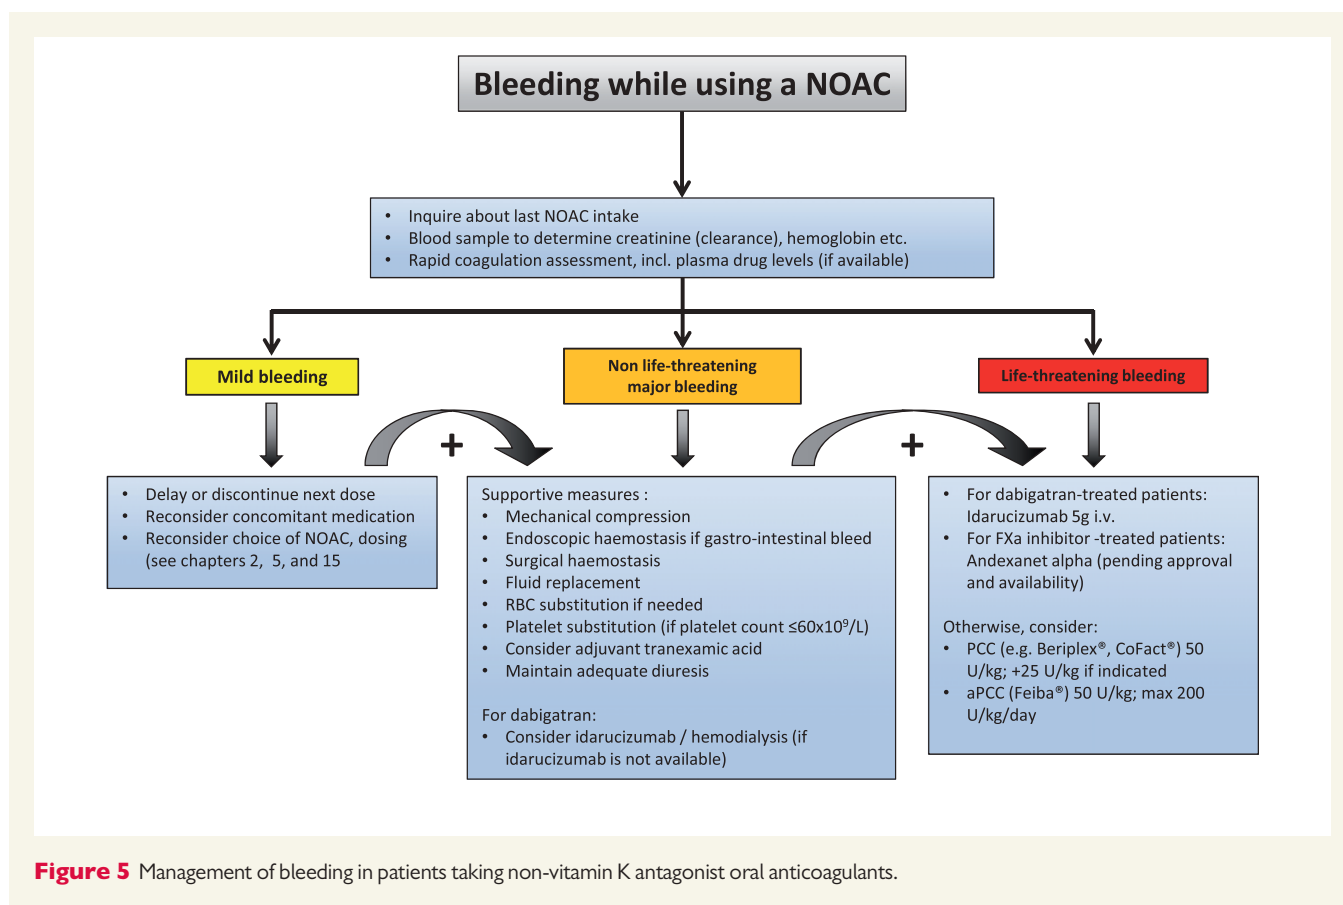 Bleeding while using a NOAC
• Inquire about last NOAC intake
• Blood sample to determine creatinine (clearance), hemoglobin etc.
• Rapid coagulation assessment, incl. plasma drug levels (if available)
Mild bleeding
Non life-threatening
major bleeding
Life-threatening bleeding
+
+
• Delay or discontinue next dose
• Reconsider concomitant medication
• Reconsider choice of NOAC, dosing
(see chapters 2, 5, and 15
Supportive measures :
• Mechanical compression
• Endoscopic haemostasis if gastro-intestinal bleed
• Surgical haemostasis
• Fluid replacement
• RBC substitution if needed
• Platelet substitution (if platelet count ≤60x10⁹/L)
• Consider adjuvant tranexamic acid
• Maintain adequate diuresis
For dabigatran:
• Consider idarucizumab / hemodialysis (if
idarucizumab is not available)
• For dabigatran-treated patients:
Idarucizumab 5g i.v.
• For FXa inhibitor -treated patients:
Andexanet alpha (pending approval
and availability)
Otherwise, consider:
• PCC (e.g. Beriplex®, CoFact®) 50
U/kg; +25 U/kg if indicated
• aPCC (Feiba®) 50 U/kg; max 200
U/kg/day
Figure 5 Management of bleeding in patients taking non-vitamin K antagonist oral anticoagulants.